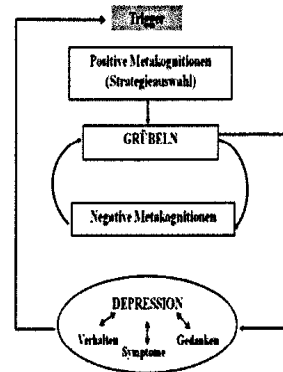 Trigger
Positive Metakognitionen
(Strategieauswahl)
GRÜBELN
Negative Metakognitionen
DEPRESSION
Verhalten
Symptome
Gedanken